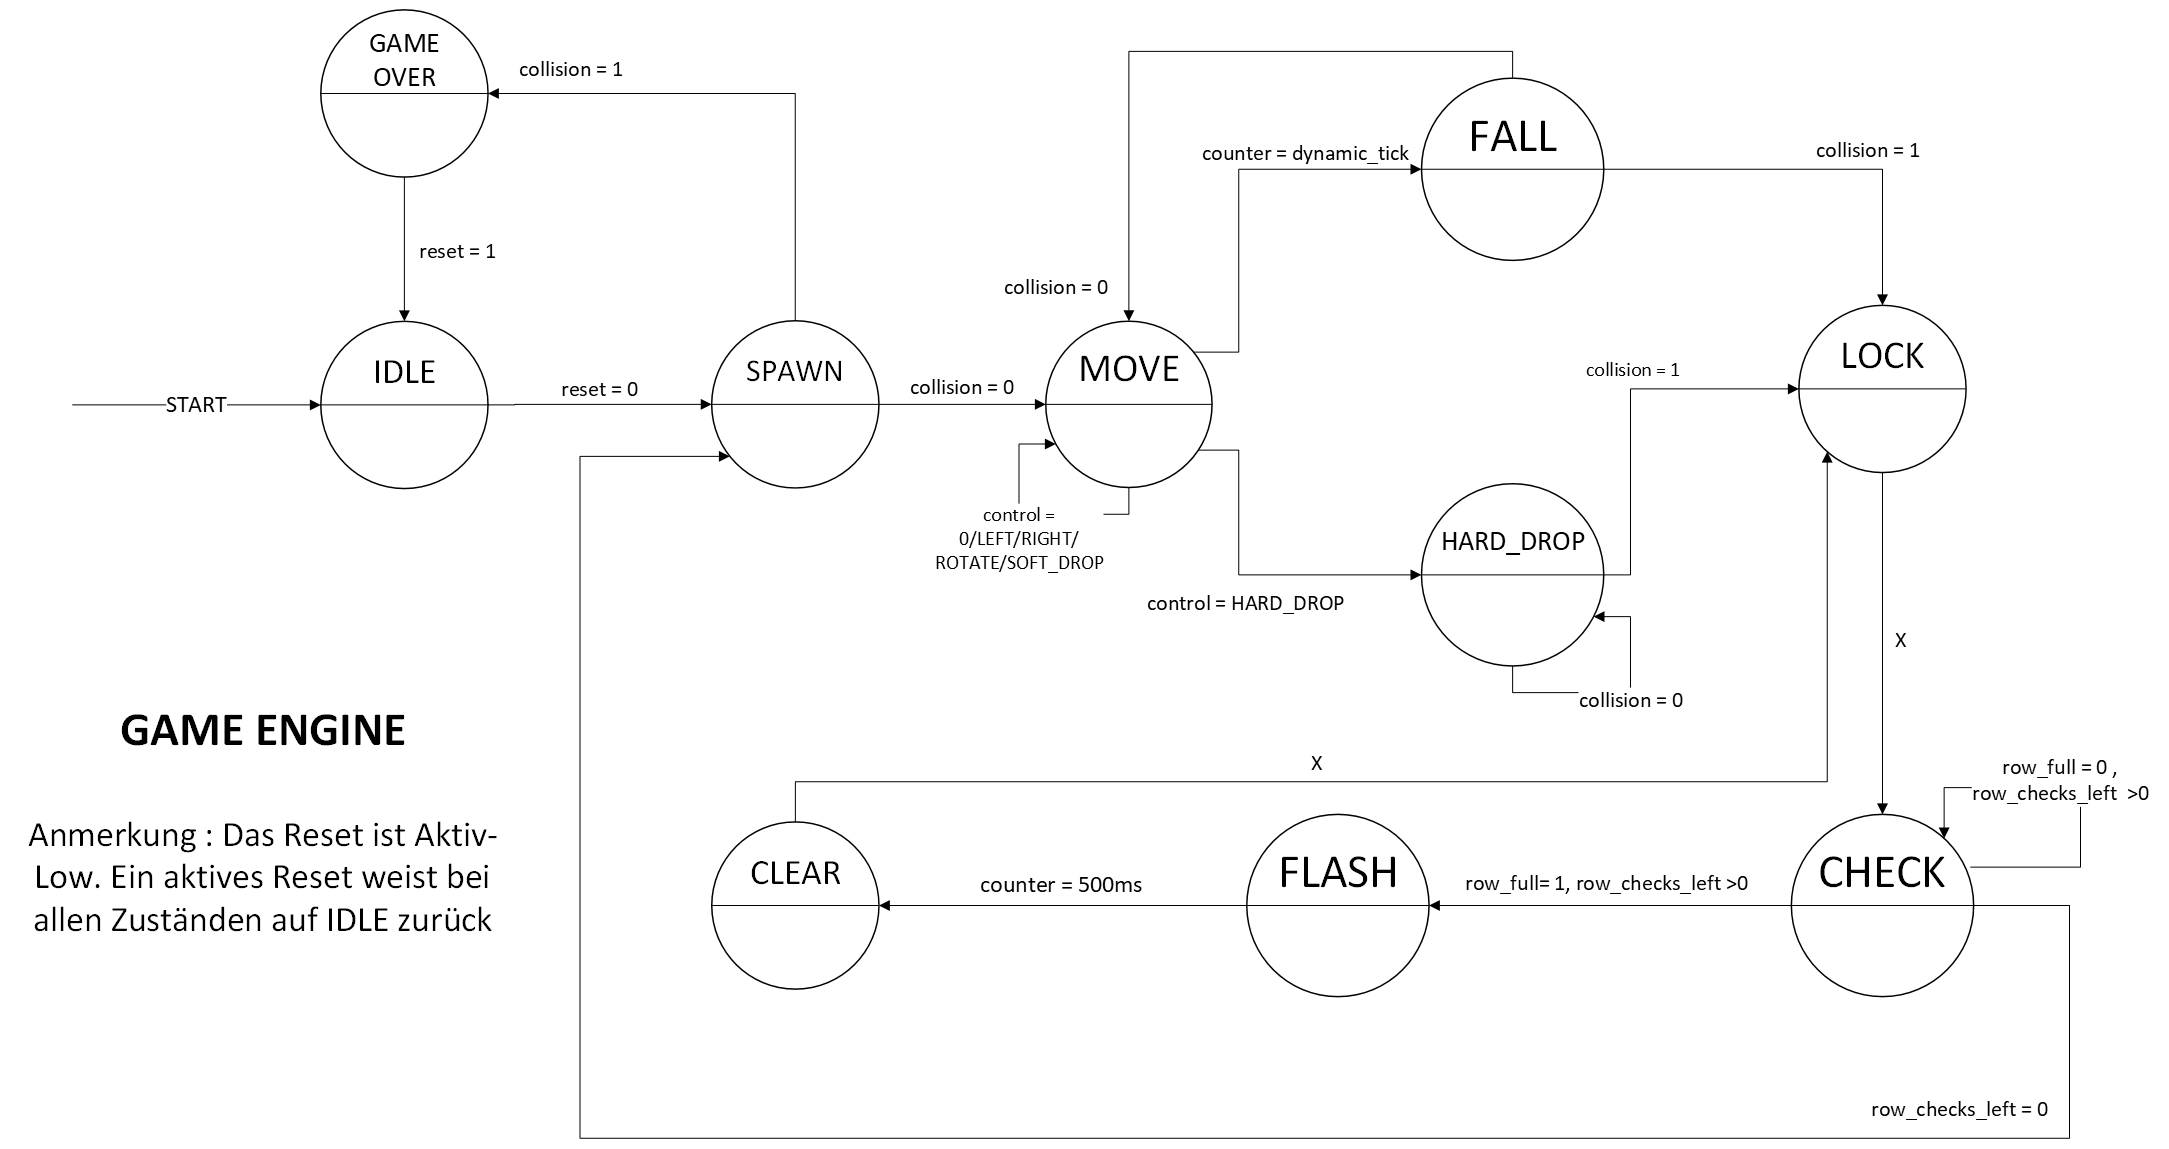 GAME
OVER
collision = 1
FALL
counter = dynamic_tick
collision = 1
reset = 1
collision = 0
IDLE
SPAWN
MOVE
LOCK
START
reset = 0
collision = 0
collision = 1
control =
0/LEFT/RIGHT/
ROTATE/SOFT_DROP
HARD_DROP
control = HARD_DROP
X
collision = 0
GAME ENGINE
X
row_full = 0 ,
row_checks_left >0
Anmerkung : Das Reset ist Aktiv-
Low. Ein aktives Reset weist bei
allen Zuständen auf IDLE zurück
CLEAR
counter = 500ms
FLASH
row_full= 1, row_checks_left >0
CHECK
row_checks_left = 0